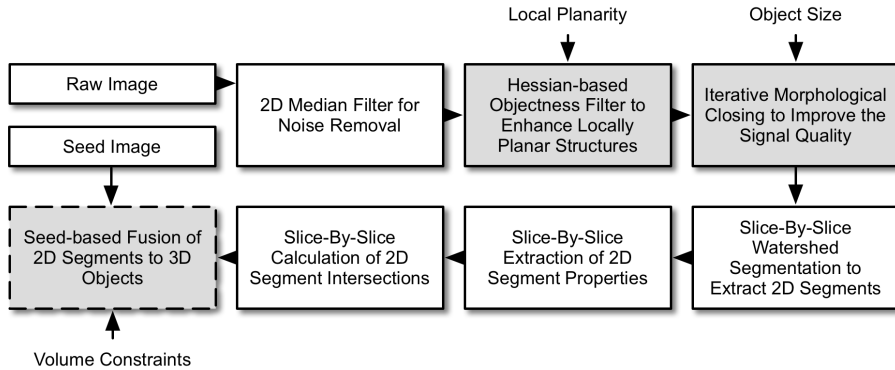 Local Planarity
Object Size
Raw Image
2D Median Filter for
Noise Removal
Hessian-based
Objectness Filter to
Enhance Locally
Planar Structures
Iterative Morphological
Closing to Improve the
Signal Quality
Seed Image
Seed-based Fusion of
2D Segments to 3D
Objects
Slice-By-Slice
Calculation of 2D
Segment Intersections
Slice-By-Slice
Extraction of 2D
Segment Properties
Slice-By-Slice
Watershed
Segmentation to
Extract 2D Segments
Volume Constraints